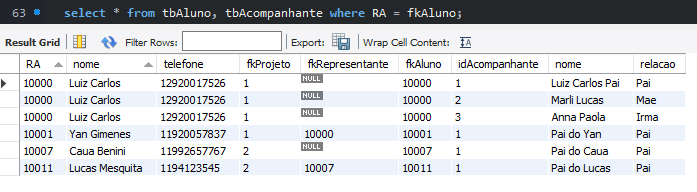 63 select * from tbAluno, tbAcompanhante where RA = fkAluno;
Result Grid Filter Rows: Export: Wrap Cell Content: IA
RA nome telefone fkProjeto fkRepresentante fkAluno idAcompanhante nome relacao
10000 Luiz Carlos 12920017526 1 NULL 10000 1 Luiz Carlos Pai Pai
10000 Luiz Carlos 12920017526 1 NULL 10000 2 Marli Lucas Mae
10000 Luiz Carlos 12920017526 1 NULL 10000 3 Anna Paola Irma
10001 Yan Gimenes 11920057837 1 10000 10001 1 Pai do Yan Pai
10007 Caua Benini 11992657767 2 NULL 10007 1 Pai do Caua Pai
10011 Lucas Mesquita 1194123545 2 10007 10011 1 Pai do Lucas Pai